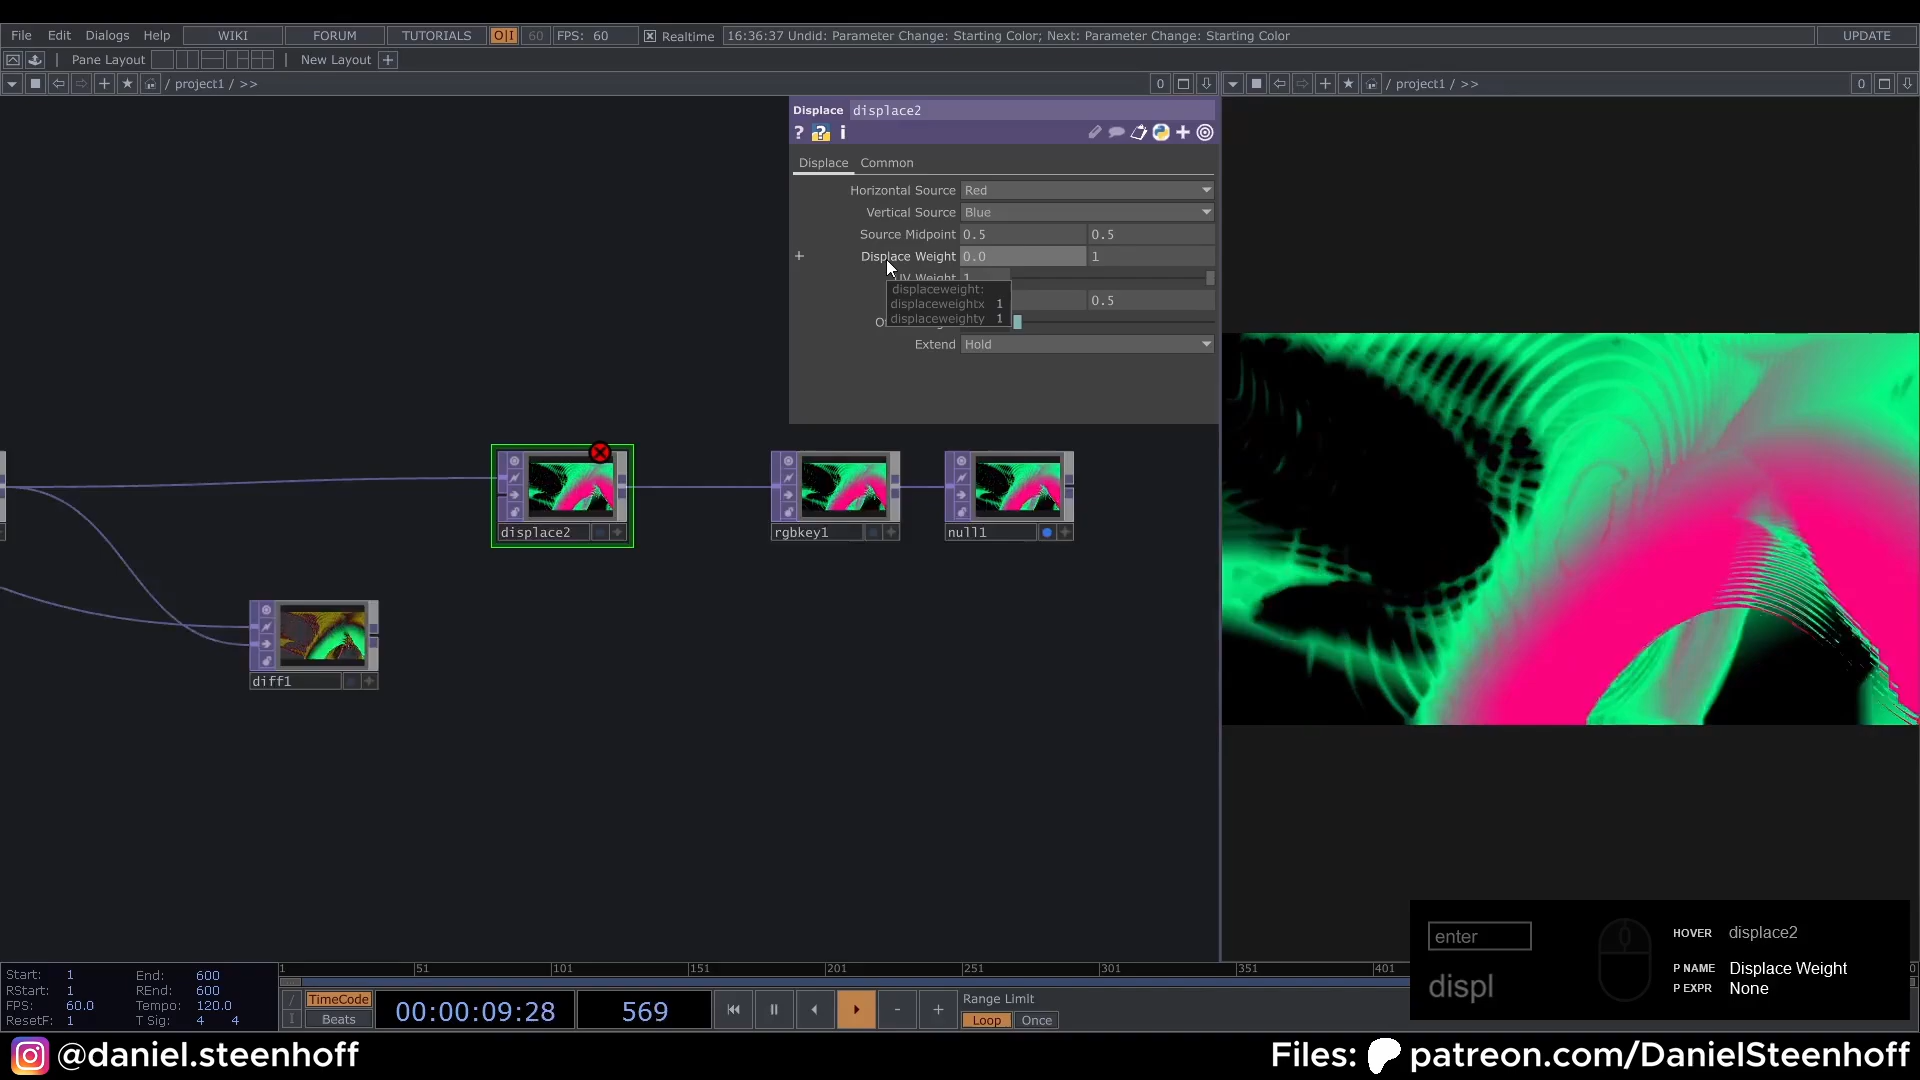 File Edit Dialogs Help WIKI FORUM TUTORIALS O|I 60 FPS: 60 Realtime 16:36:37 Undid: Parameter Change: Starting Color; Next: Parameter Change: Starting Color UPDATE
Pane Layout New Layout +
/ project1 / >> 0
/ project1 / >> 0
Displace displace2
? ? i
Displace Common
Horizontal Source Red
Vertical Source Blue
Source Midpoint 0.5 0.5
+ Displace Weight 0.0 1
UV Weight 1
displaceweight:
displaceweightx 1
displaceweighty 1
0.5
Extend Hold
displace2
rgbkey1
null1
diff1
1 51 101 151 201 251 301 351 401
Start: 1 End: 600
RStart: 1 REnd: 600
FPS: 60.0 Tempo: 120.0
ResetF: 1 T Sig: 4 4
TimeCode
Beats
00:00:09:28
569
Range Limit
Loop Once
enter
displ
HOVER displace2
P NAME Displace Weight
P EXPR None
@daniel.steenhoff
Files: patreon.com/DanielSteenhoff